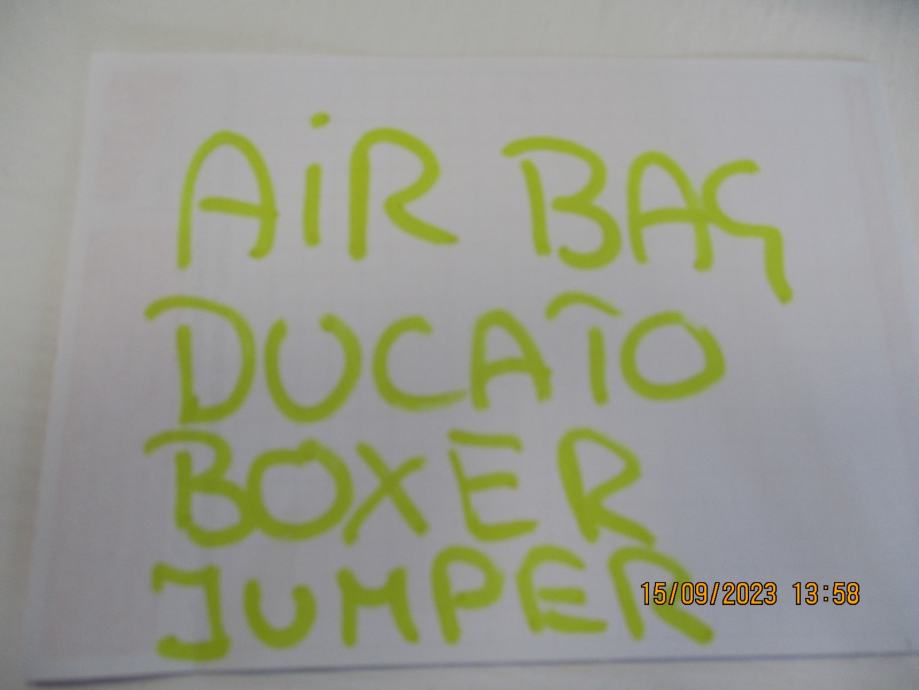 AiR BAG
DUCATO
BOXER
JUMPER
15/09/2023 13:58